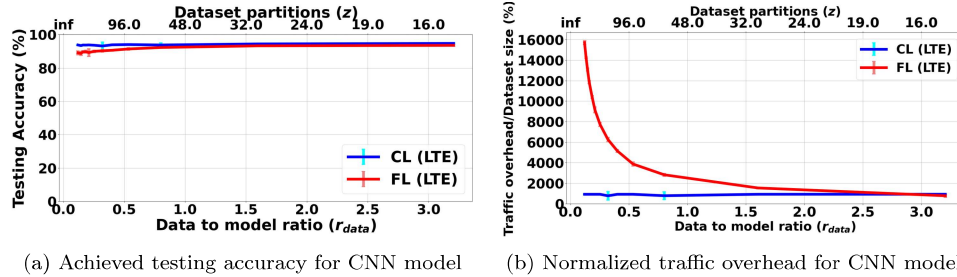 Dataset partitions (z)
inf 96.0 48.0 32.0 24.0 19.0 16.0
Testing Accuracy (%)
100
80
60
40
20
0
CL (LTE)
FL (LTE)
0.0 0.5 1.0 1.5 2.0 2.5 3.0
Data to model ratio (r_data)
(a) Achieved testing accuracy for CNN model
Dataset partitions (z)
inf 96.0 48.0 32.0 24.0 19.0 16.0
Traffic overhead/Dataset size (%)
16000
14000
12000
10000
8000
6000
4000
2000
0
CL (LTE)
FL (LTE)
0.0 0.5 1.0 1.5 2.0 2.5 3.0
Data to model ratio (r_data)
(b) Normalized traffic overhead for CNN model